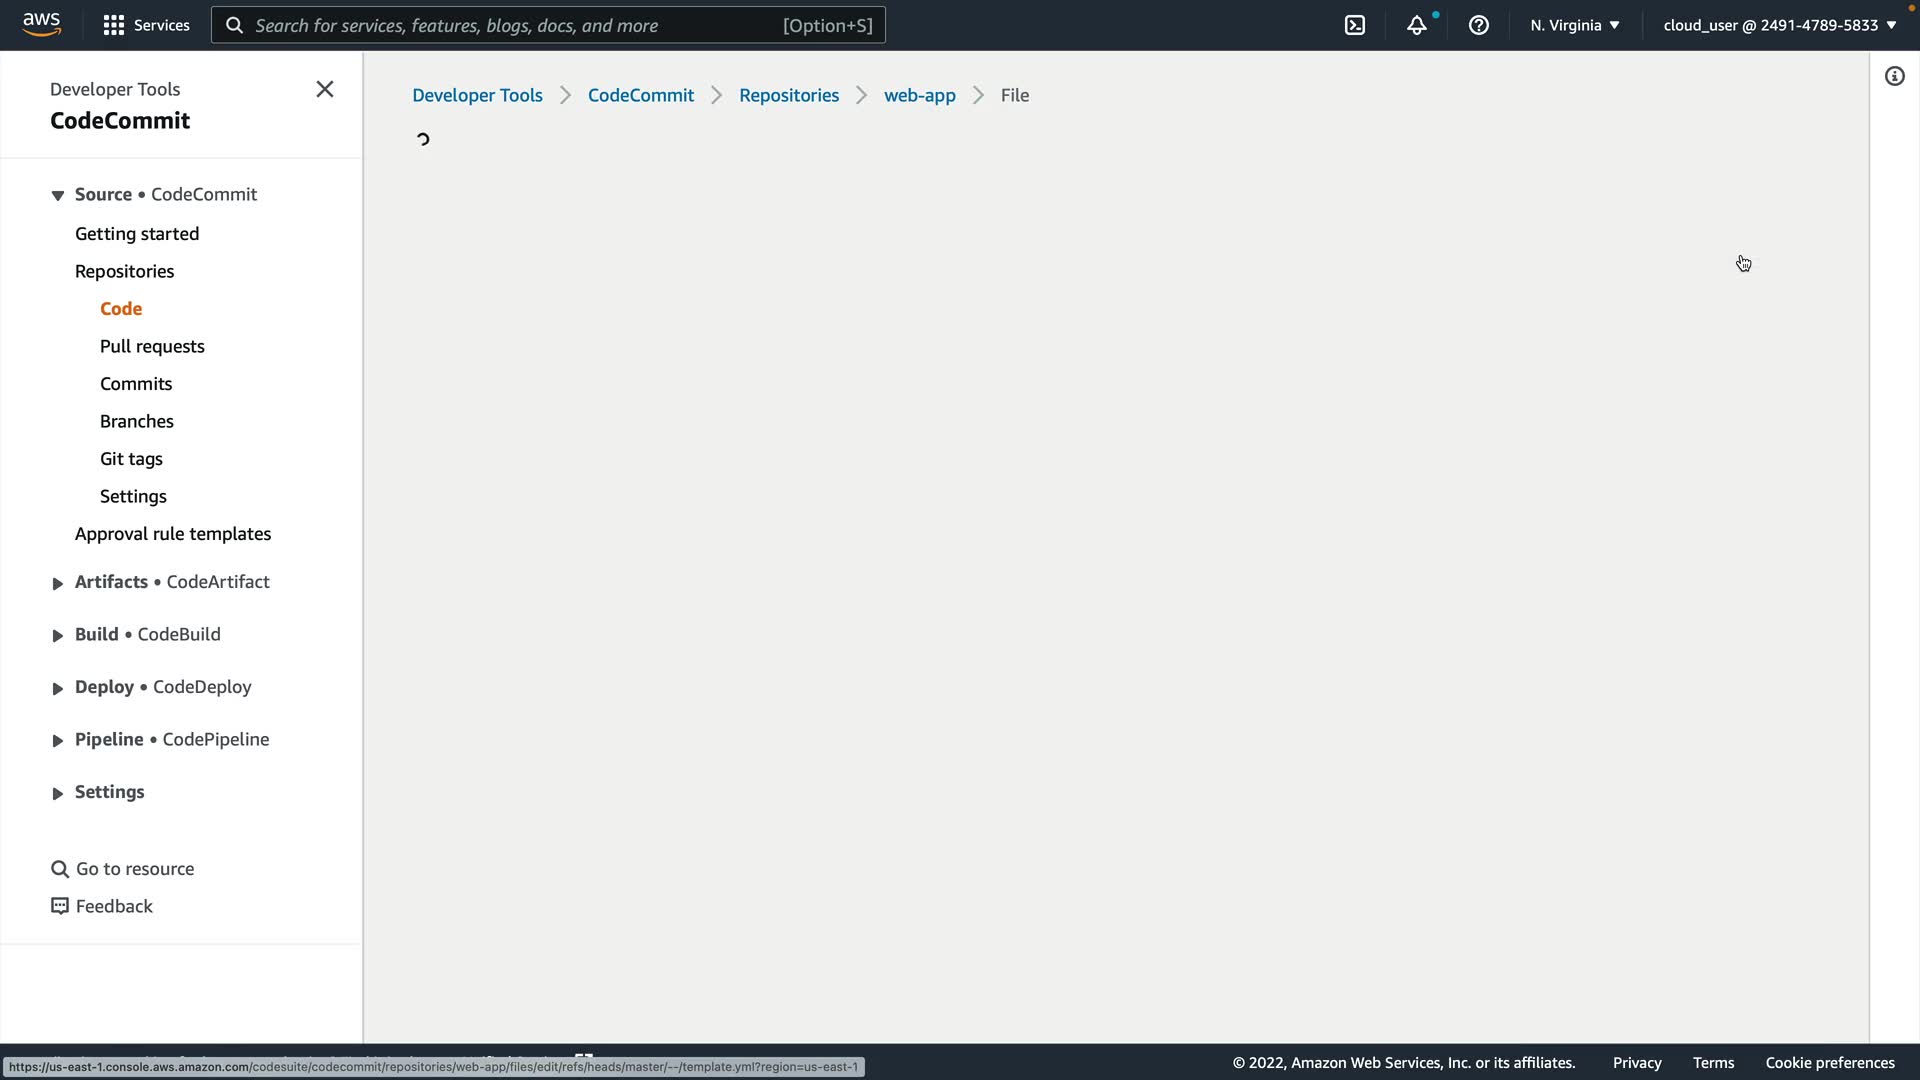 aws
Services
Search for services, features, blogs, docs, and more
[Option+S]
N. Virginia
cloud_user @ 2491-4789-5833
Developer Tools
CodeCommit
Developer Tools
CodeCommit
Repositories
web-app
File
Source • CodeCommit
Getting started
Repositories
Code
Pull requests
Commits
Branches
Git tags
Settings
Approval rule templates
Artifacts • CodeArtifact
Build • CodeBuild
Deploy • CodeDeploy
Pipeline • CodePipeline
Settings
Go to resource
Feedback
https://us-east-1.console.aws.amazon.com/codesuite/codecommit/repositories/web-app/files/edit/refs/heads/master/--/template.yml?region=us-east-1
© 2022, Amazon Web Services, Inc. or its affiliates.
Privacy
Terms
Cookie preferences